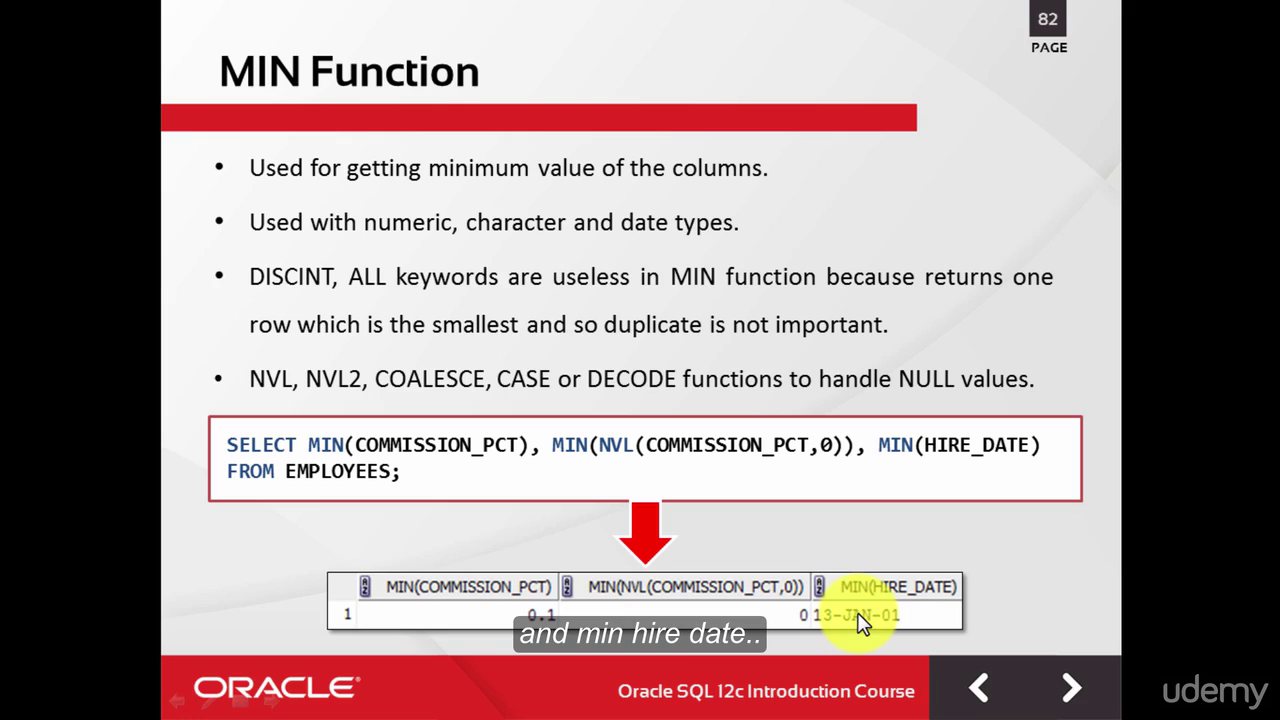 82
PAGE
MIN Function
• Used for getting minimum value of the columns.
• Used with numeric, character and date types.
• DISCINT, ALL keywords are useless in MIN function because returns one
row which is the smallest and so duplicate is not important.
• NVL, NVL2, COALESCE, CASE or DECODE functions to handle NULL values.
SELECT MIN(COMMISSION_PCT), MIN(NVL(COMMISSION_PCT,0)), MIN(HIRE_DATE)
FROM EMPLOYEES;
MIN(COMMISSION_PCT) MIN(NVL(COMMISSION_PCT,0)) MIN(HIRE_DATE)
1 0.1 0 13-JAN-01
and min hire date..
ORACLE® Oracle SQL 12c Introduction Course
udemy